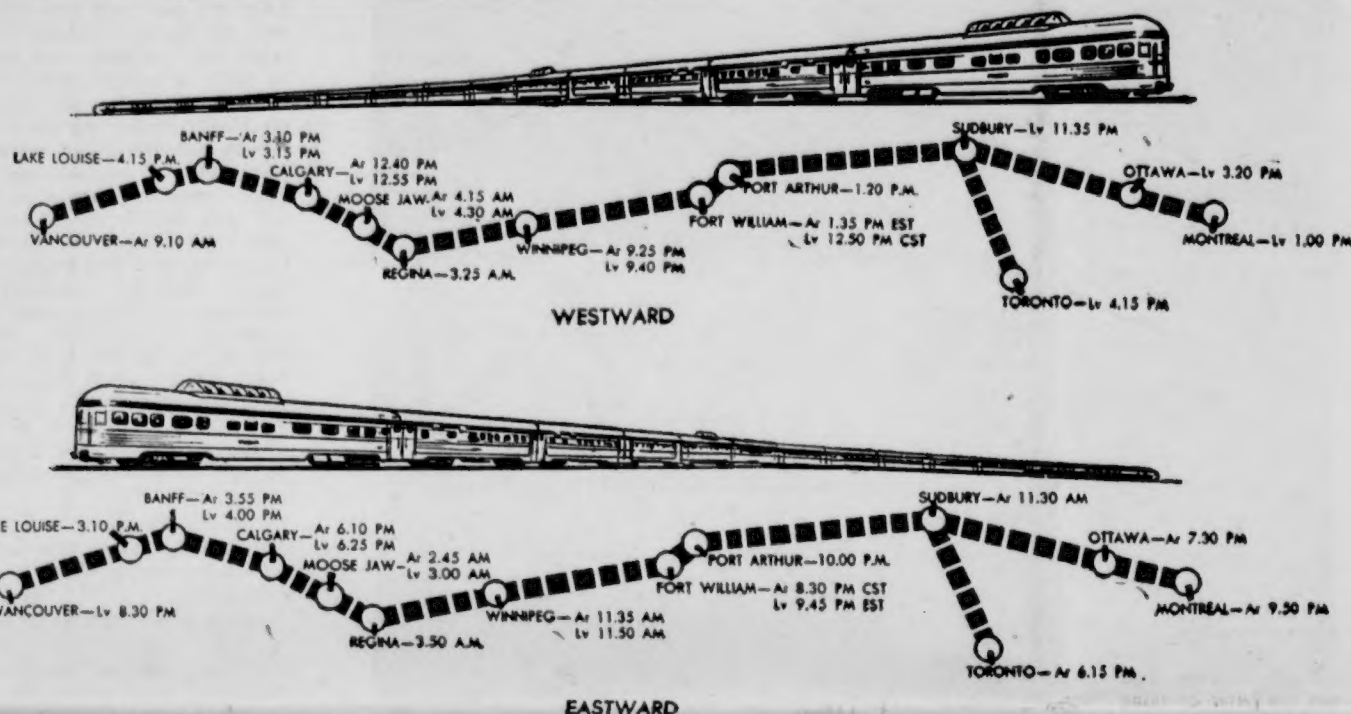 SUDBURY—Lv 11.35 PM
BANFF—Ar 3.10 PM
Lv 3.15 PM
LAKE LOUISE—4.15 P.M.
CALGARY—Ar 12.40 PM
Lv 12.55 PM
OTTAWA—Lv 3.20 PM
MOOSE JAW—Ar 4.15 AM
Lv 4.30 AM
PORT ARTHUR—1.20 P.M.
FORT WILLIAM—Ar 1.35 PM EST
Lv 12.50 PM CST
VANCOUVER—Ar 9.10 AM
WINNIPEG—Ar 9.25 PM
Lv 9.40 PM
MONTREAL—Lv 1.00 PM
REGINA—3.25 A.M.
TORONTO—Lv 4.15 PM
WESTWARD
BANFF—Ar 3.55 PM
Lv 4.00 PM
SUDBURY—Ar 11.30 AM
E LOUISE—3.10 P.M.
CALGARY—Ar 6.10 PM
Lv 6.25 PM
OTTAWA—Ar 7.30 PM
MOOSE JAW—Ar 2.45 AM
Lv 3.00 AM
PORT ARTHUR—10.00 P.M.
FORT WILLIAM—Ar 8.30 PM CST
Lv 9.45 PM EST
VANCOUVER—Lv 8.30 PM
WINNIPEG—Ar 11.35 AM
Lv 11.50 AM
MONTREAL—Ar 9.50 PM
REGINA—3.50 A.M.
TORONTO—Ar 6.15 PM
EASTWARD